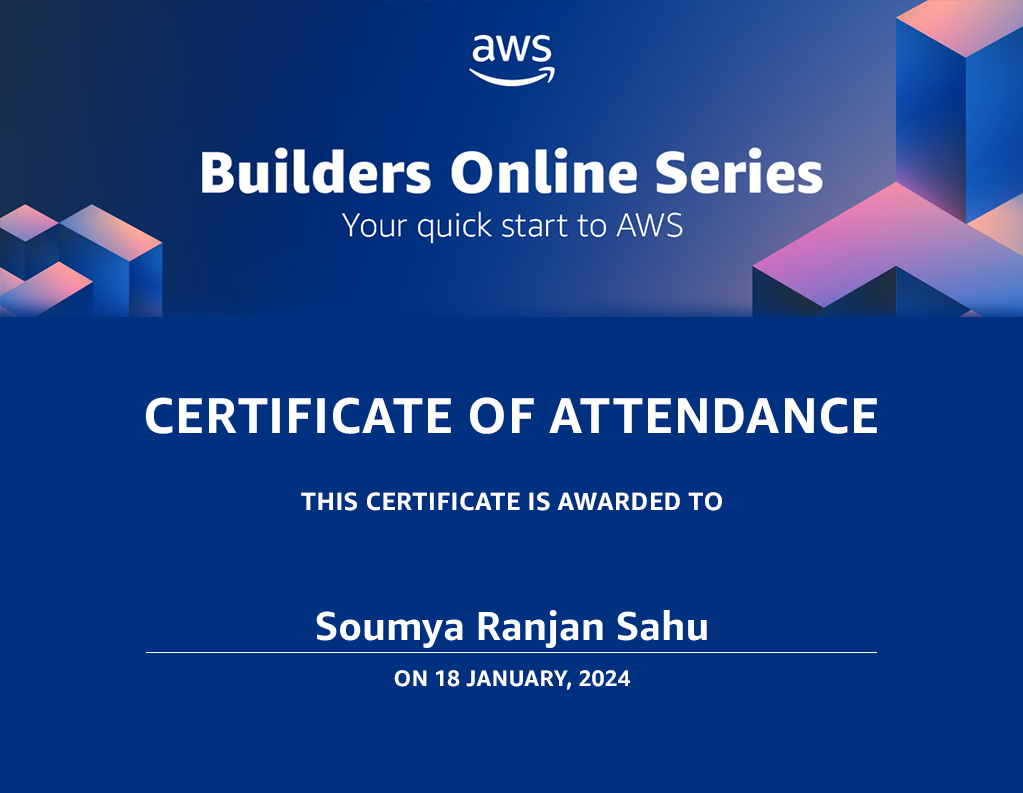 aws
Builders Online Series
Your quick start to AWS
CERTIFICATE OF ATTENDANCE
THIS CERTIFICATE IS AWARDED TO
Soumya Ranjan Sahu
ON 18 JANUARY, 2024